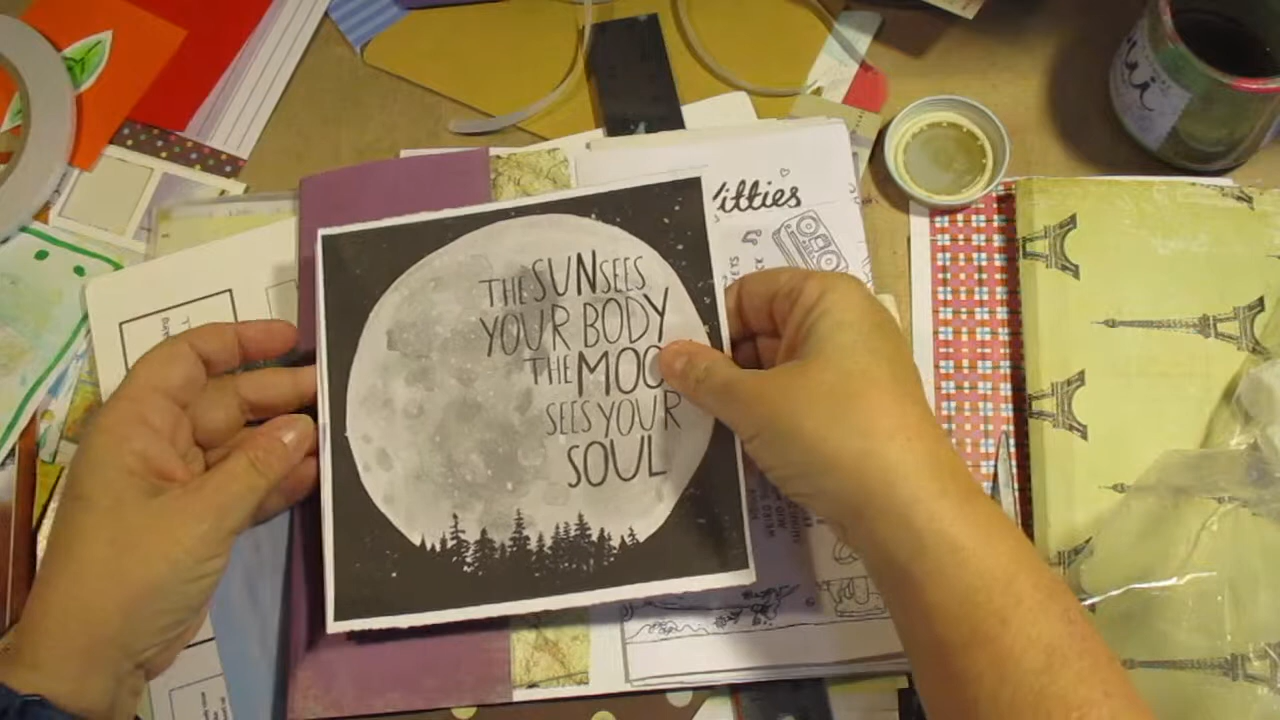 THE SUN SEES
YOUR BODY
THE MOO
SEES YOUR
SOUL
itties